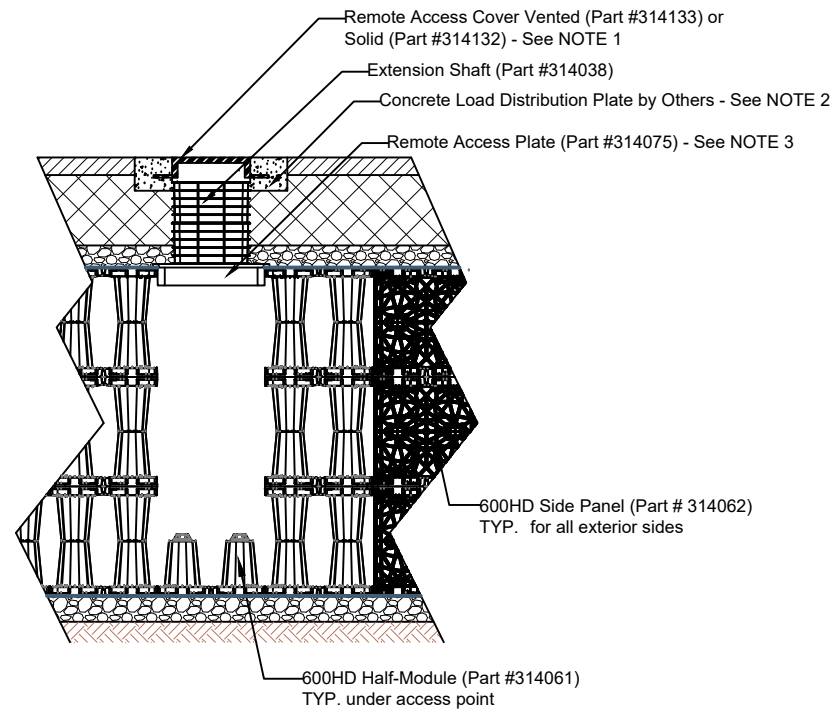 Remote Access Cover Vented (Part #314133) or
Solid (Part #314132) - See NOTE 1
Extension Shaft (Part #314038)
Concrete Load Distribution Plate by Others - See NOTE 2
Remote Access Plate (Part #314075) - See NOTE 3
600HD Side Panel (Part # 314062)
TYP. for all exterior sides
600HD Half-Module (Part #314061)
TYP. under access point